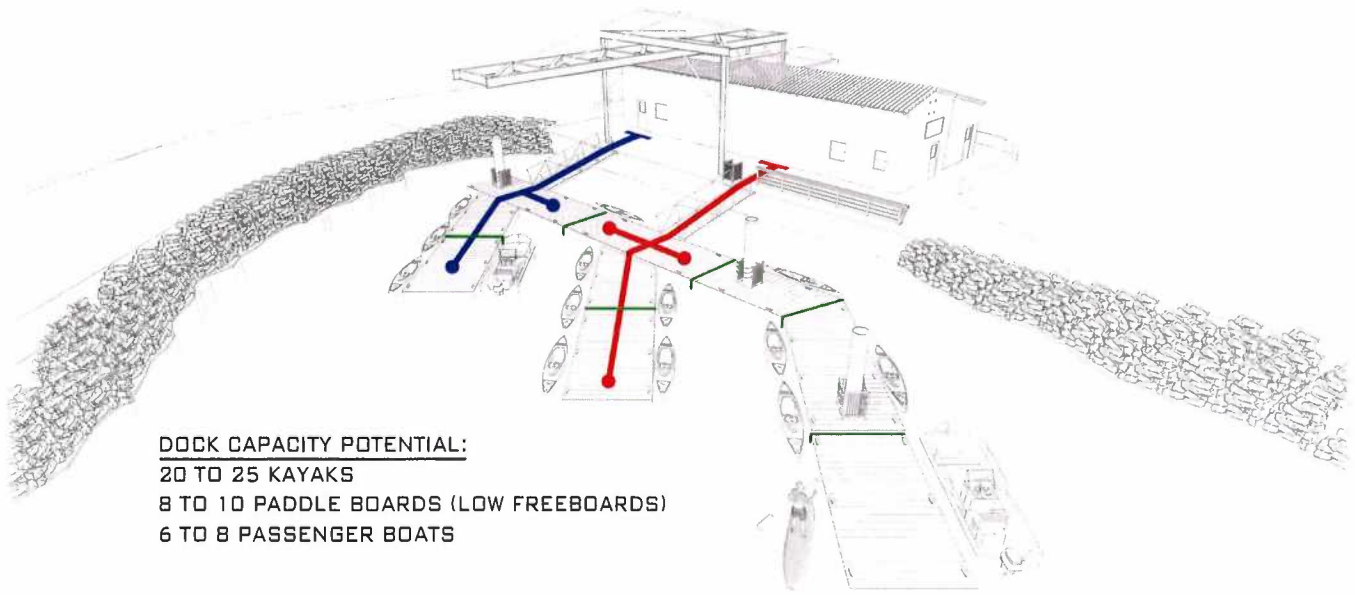 DOCK CAPACITY POTENTIAL:
20 TO 25 KAYAKS
8 TO 10 PADDLE BOARDS (LOW FREEBOARDS)
6 TO 8 PASSENGER BOATS